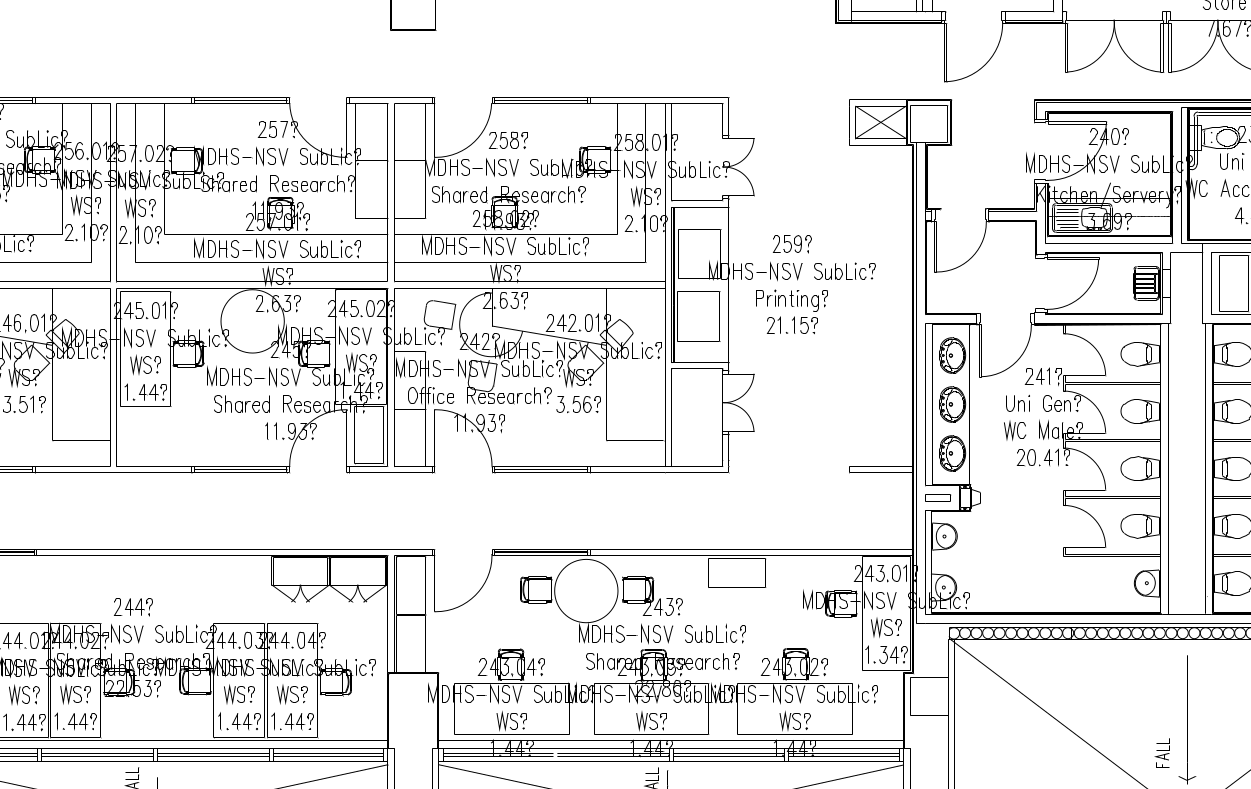 Store
7.67?
SubLic?
256.01?
WS?
2.10?
257.02?
WS?
2.10?
257?
MDHS-NSV SubLic?
Shared Research?
257.01?
MDHS-NSV SubLic?
WS?
2.63?
258?
MDHS-NSV SubLic?
Shared Research?
11.93?
258.02?
MDHS-NSV SubLic?
WS?
2.63?
258.01?
MDHS-NSV SubLic?
WS?
2.10?
259?
MDHS-NSV SubLic?
Printing?
21.15?
240?
MDHS-NSV SubLic?
Kitchen/Servery?
3.69?
Uni
WC Acc
4.
246.01?
WS?
3.51?
245.01?
MDHS-NSV SubLic?
WS?
1.44?
245?
MDHS-NSV SubLic?
Shared Research?
11.93?
245.02?
MDHS-NSV SubLic?
WS?
1.44?
242?
MDHS-NSV SubLic?
Office Research?
11.93?
242.01?
MDHS-NSV SubLic?
WS?
3.56?
241?
Uni Gen?
WC Male?
20.41?
244?
MDHS-NSV SubLic?
Shared Research?
22.53?
244.01?
WS?
1.44?
244.02?
WS?
1.44?
244.03?
MDHS-NSV SubLic?
WS?
1.44?
244.04?
MDHS-NSV SubLic?
WS?
1.44?
243?
MDHS-NSV SubLic?
Shared Research?
243.01?
MDHS-NSV SubLic?
WS?
1.34?
243.04?
MDHS-NSV SubLic?
WS?
1.44?
243.03?
MDHS-NSV SubLic?
WS?
1.44?
243.02?
MDHS-NSV SubLic?
WS?
1.44?
FALL